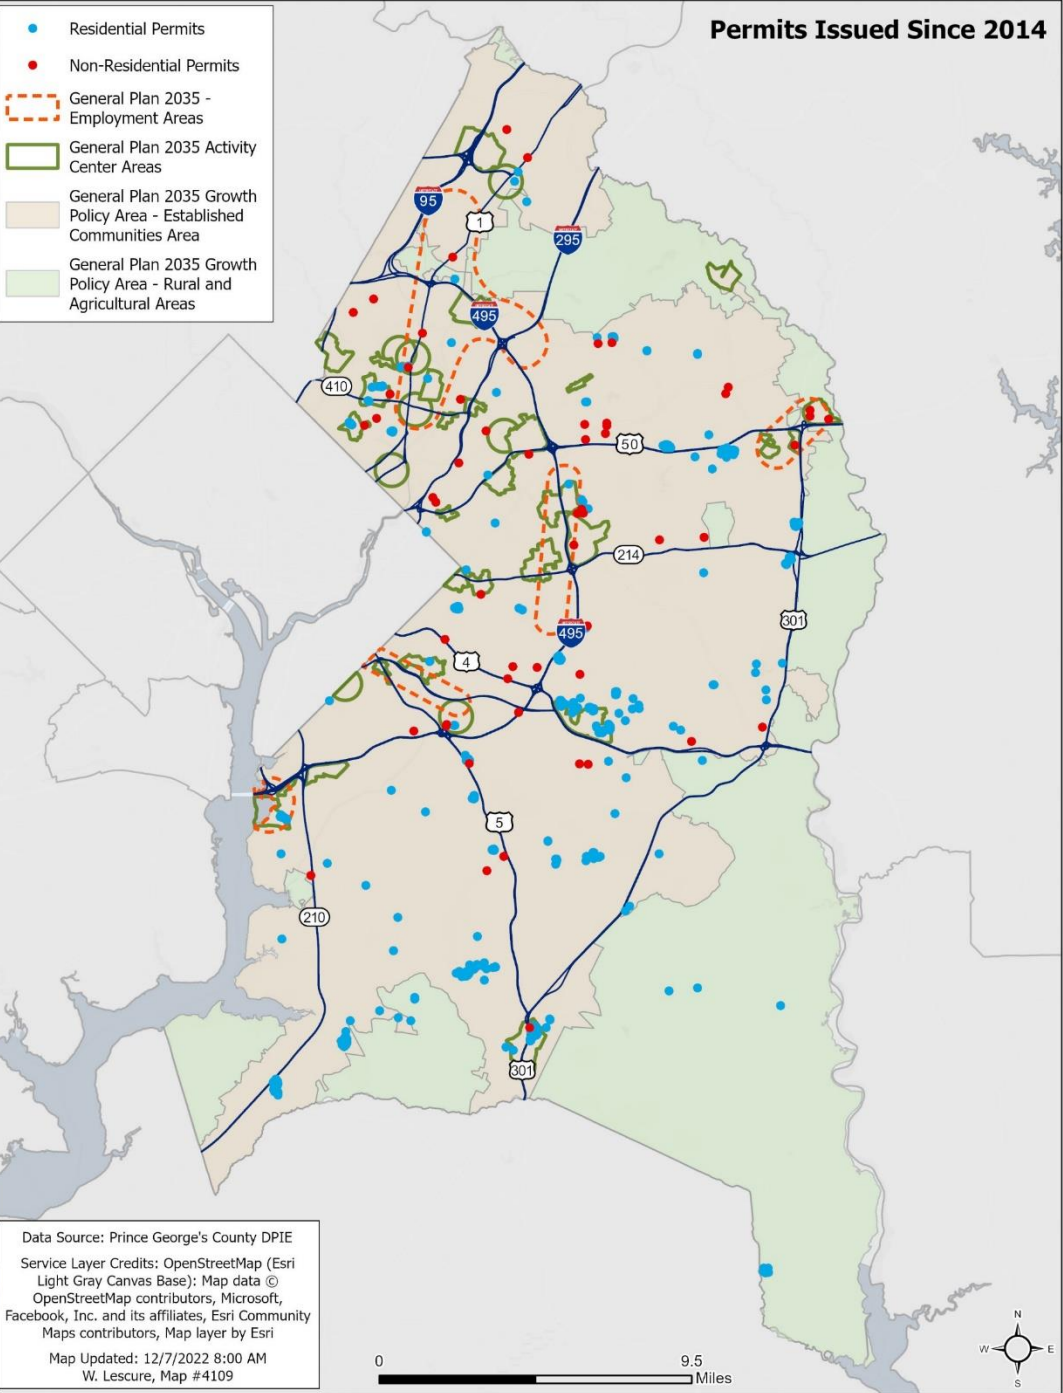 Permits Issued Since 2014
Residential Permits
Non-Residential Permits
General Plan 2035 -
Employment Areas
General Plan 2035 Activity
Center Areas
General Plan 2035 Growth
Policy Area - Established
Communities Area
General Plan 2035 Growth
Policy Area - Rural and
Agricultural Areas
95
1
295
495
410
50
214
301
495
4
5
210
301
Data Source: Prince George's County DPIE
Service Layer Credits: OpenStreetMap (Esri
Light Gray Canvas Base): Map data ©
OpenStreetMap contributors, Microsoft,
Facebook, Inc. and its affiliates, Esri Community
Maps contributors, Map layer by Esri
Map Updated: 12/7/2022 8:00 AM
W. Lescure, Map #4109
0
9.5
Miles
N
W
E
S